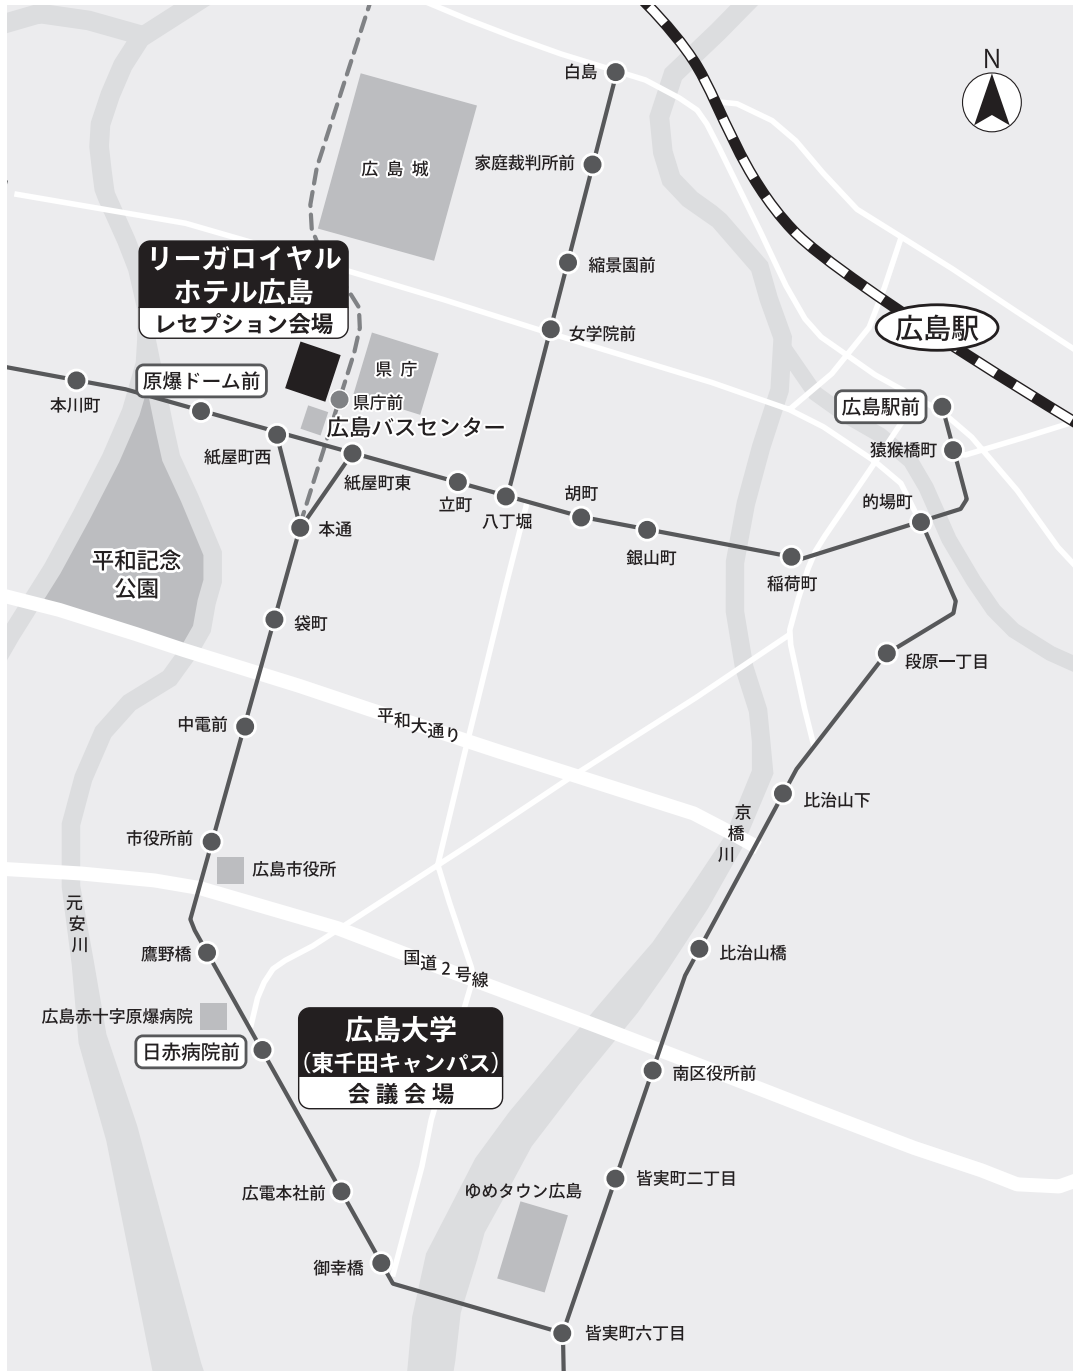 N
白島
家庭裁判所前
広島城
縮景園前
リーガロイヤル
ホテル広島
レセプション会場
女学院前
広島駅
県庁
原爆ドーム前
本川町
県庁前
広島バスセンター
広島駅前
紙屋町西
猿猴橋町
紙屋町東
立町
八丁堀
胡町
的場町
本通
銀山町
稲荷町
平和記念
公園
袋町
段原一丁目
中電前
平和大通り
比治山下
京橋川
市役所前
広島市役所
元安川
鷹野橋
国道2号線
比治山橋
広島赤十字原爆病院
日赤病院前
広島大学
（東千田キャンパス）
会議会場
南区役所前
広電本社前
ゆめタウン広島
皆実町二丁目
御幸橋
皆実町六丁目